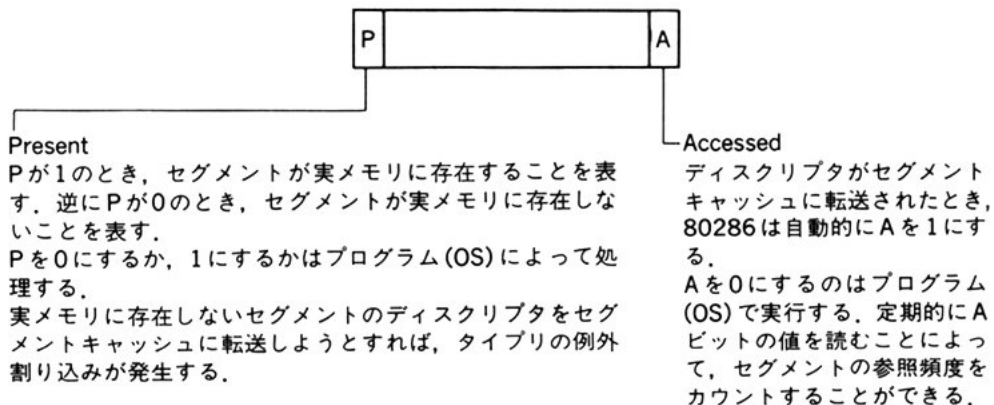 P
A
Present
Pが1のとき，セグメントが実メモリに存在することを表
す．逆にPが0のとき，セグメントが実メモリに存在しな
いことを表す．
Pを0にするか，1にするかはプログラム(OS)によって処
理する．
実メモリに存在しないセグメントのディスクリプタをセグ
メントキャッシュに転送しようとすれば，タイプリの例外
割り込みが発生する．
Accessed
ディスクリプタがセグメント
キャッシュに転送されたとき，
80286は自動的にAを1にす
る．
Aを0にするのはプログラム
(OS)で実行する．定期的にA
ビットの値を読むことによっ
て，セグメントの参照頻度を
カウントすることができる．